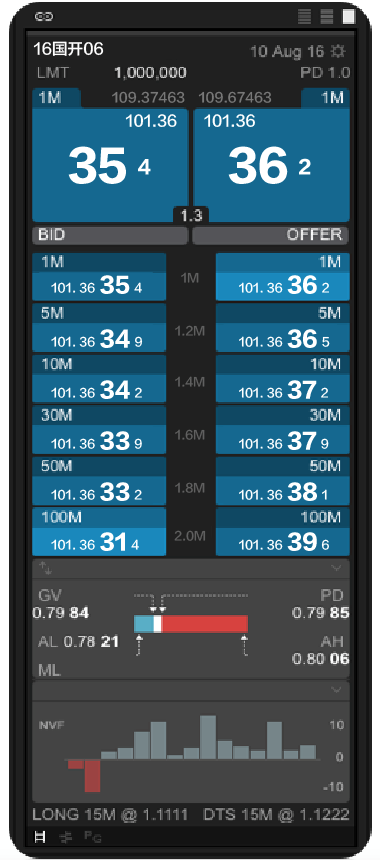 16国开06
10 Aug 16
LMT 1,000,000 PD 1.0
1M 109.37463 109.67463 1M
101.36 101.36
35 4 36 2
1.3
BID OFFER
1M 1M
101. 36 35 4 1M 101. 36 36 2
5M 5M
101. 36 34 9 1.2M 101. 36 36 5
10M 10M
101. 36 34 2 1.4M 101. 36 37 2
30M 30M
101. 36 33 9 1.6M 101. 36 37 9
50M 50M
101. 36 33 2 1.8M 101. 36 38 1
100M 100M
101. 36 31 4 2.0M 101. 36 39 6
GV PD
0.79 84 0.79 85
AL 0.78 21 AH
0.80 06
ML
NVF 10
0
-10
LONG 15M @ 1.1111 DTS 15M @ 1.1222
PG